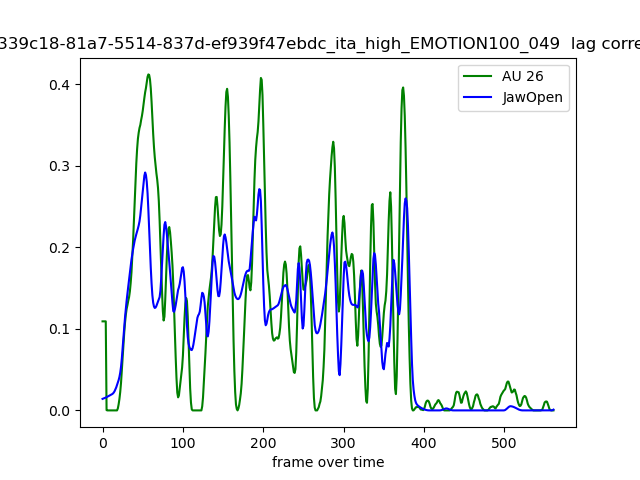 339c18-81a7-5514-837d-ef939f47ebdc_ita_high_EMOTION100_049  lag corre
AU 26
JawOpen
0.4
0.3
0.2
0.1
0.0
0 100 200 300 400 500
frame over time